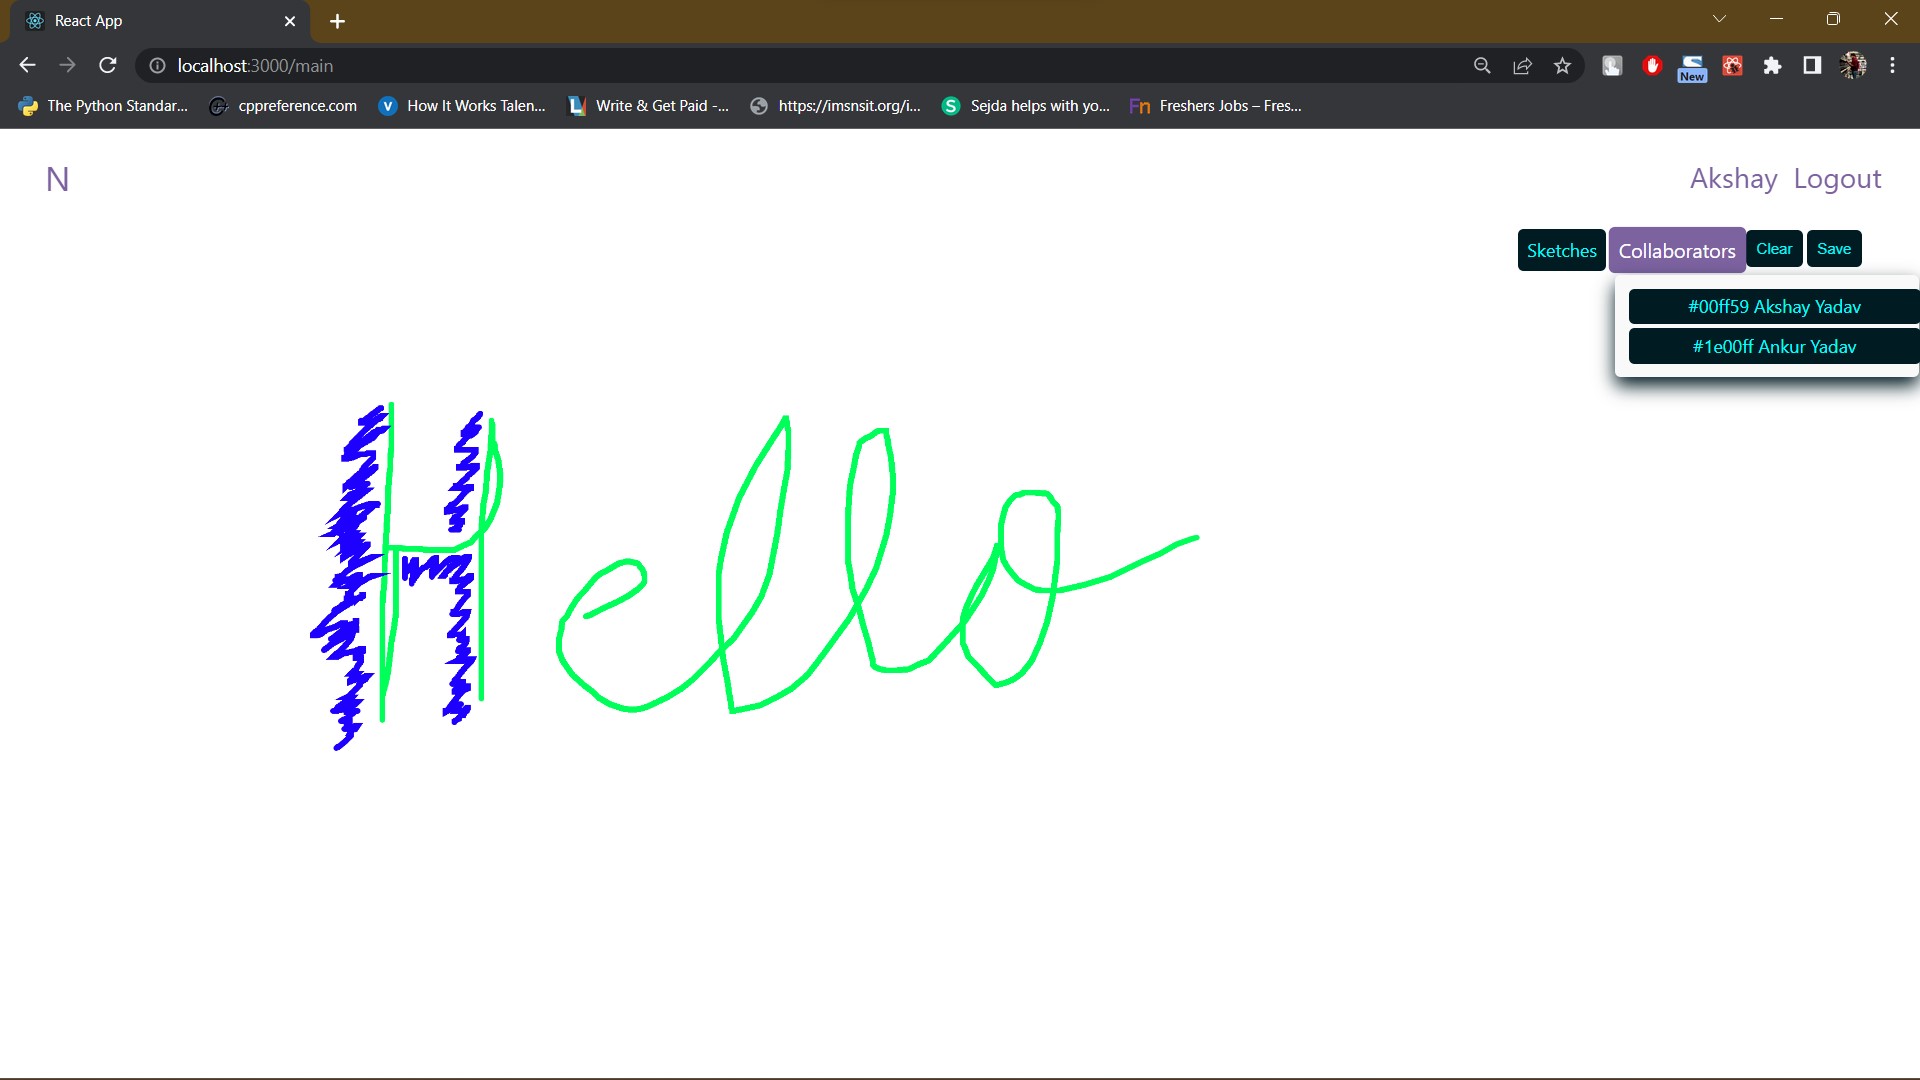 React App
localhost:3000/main
New
The Python Standar...
cppreference.com
How It Works Talen...
Write & Get Paid -...
https://imsnsit.org/i...
Sejda helps with yo...
Freshers Jobs – Fres...
N
Akshay Logout
Sketches Collaborators Clear Save
#00ff59 Akshay Yadav
#1e00ff Ankur Yadav
Hello